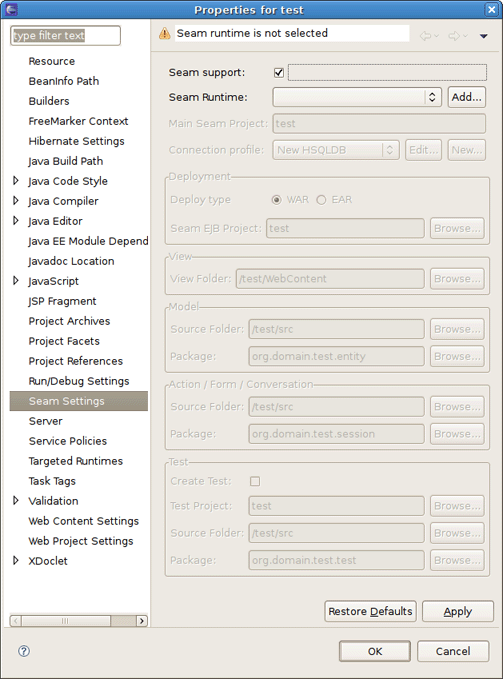 Properties for test
type filter text
Seam runtime is not selected
Resource
BeanInfo Path
Builders
FreeMarker Context
Hibernate Settings
Java Build Path
Java Code Style
Java Compiler
Java Editor
Java EE Module Depend
Javadoc Location
JavaScript
JSP Fragment
Project Archives
Project Facets
Project References
Run/Debug Settings
Seam Settings
Server
Service Policies
Targeted Runtimes
Task Tags
Validation
Web Content Settings
Web Project Settings
XDoclet
Seam support:
Seam Runtime: Add...
Main Seam Project: test
Connection profile: New HSQLDB Edit... New...
Deployment
Deploy type WAR EAR
Seam EJB Project: test Browse...
View
View Folder: /test/WebContent Browse...
Model
Source Folder: /test/src Browse...
Package: org.domain.test.entity Browse...
Action / Form / Conversation
Source Folder: /test/src Browse...
Package: org.domain.test.session Browse...
Test
Create Test:
Test Project: test Browse...
Source Folder: /test/src Browse...
Package: org.domain.test.test Browse...
Restore Defaults Apply
? OK Cancel